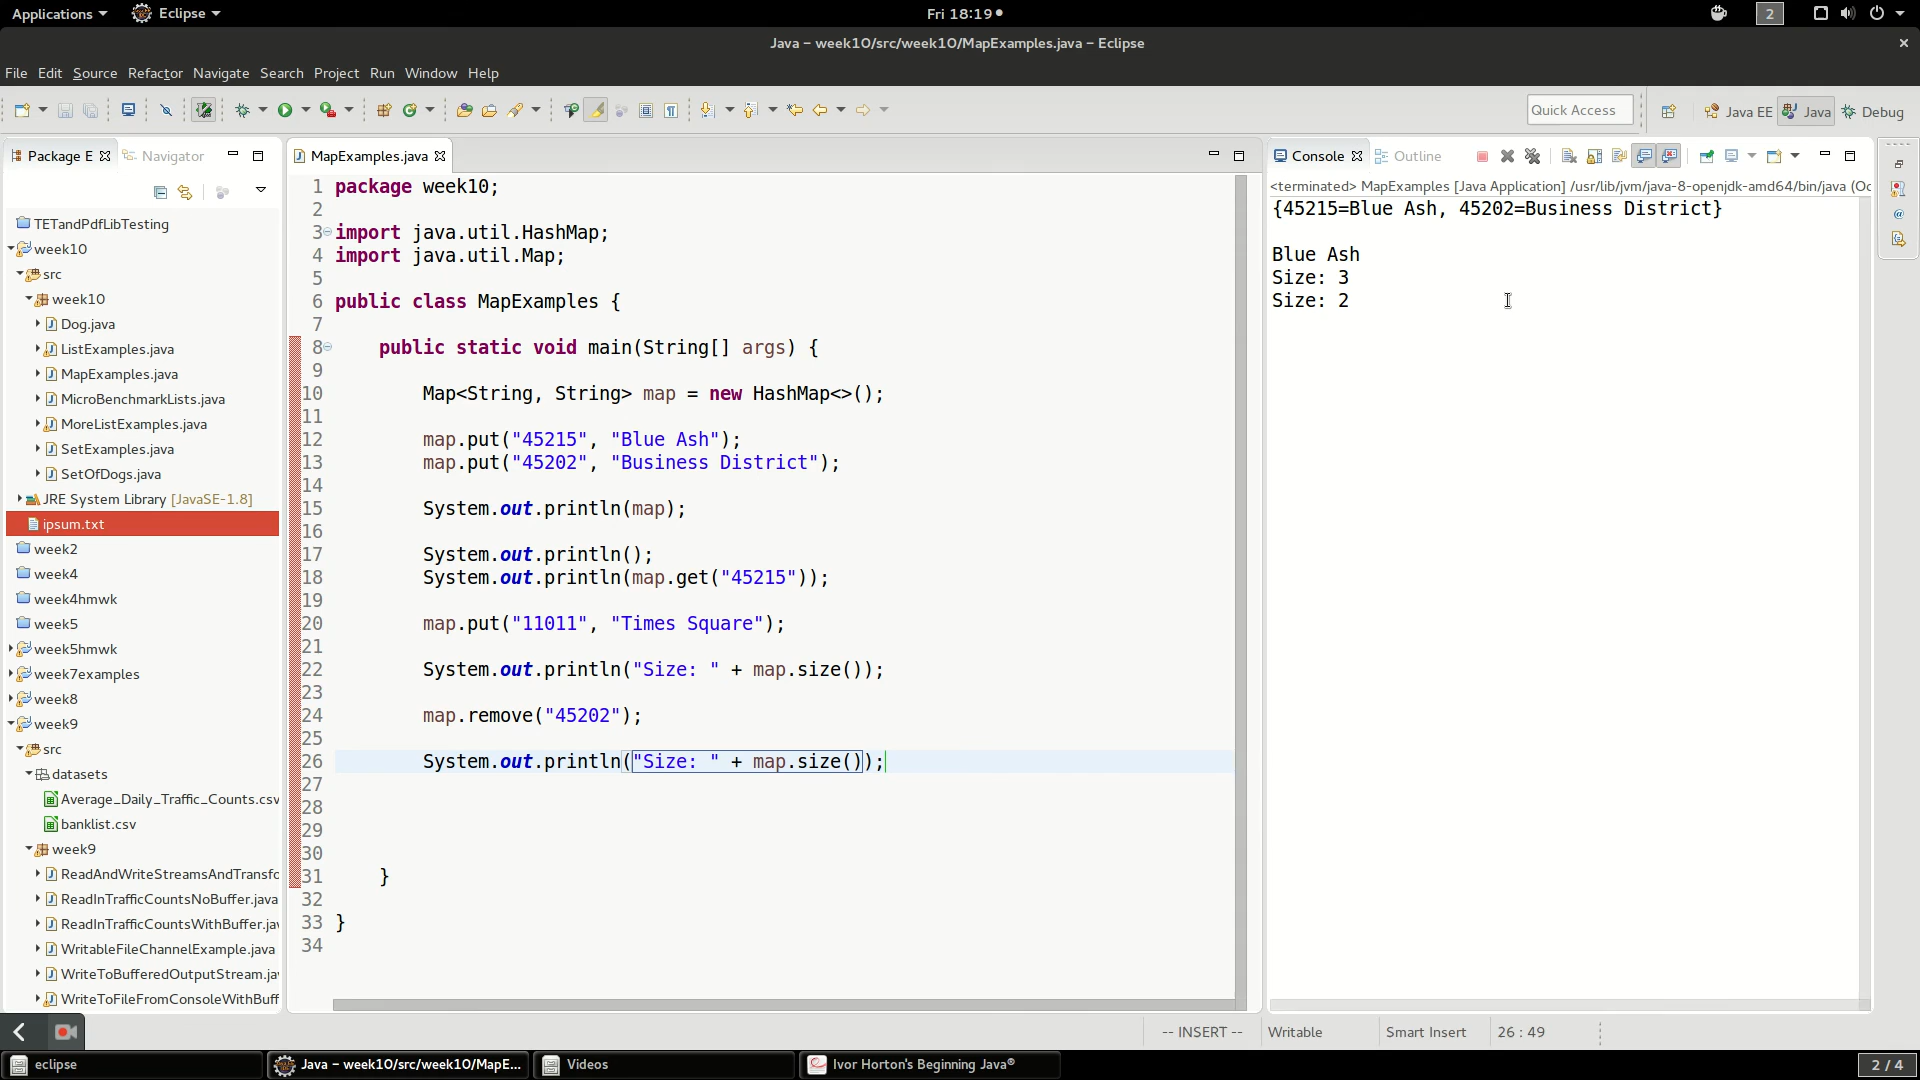 Applications Eclipse Fri 18:19 2
Java – week10/src/week10/MapExamples.java – Eclipse
File Edit Source Refactor Navigate Search Project Run Window Help
Quick Access Java EE Java Debug
Package E Navigator
TETandPdfLibTesting
week10
src
week10
Dog.java
ListExamples.java
MapExamples.java
MicroBenchmarkLists.java
MoreListExamples.java
SetExamples.java
SetOfDogs.java
JRE System Library [JavaSE-1.8]
ipsum.txt
week2
week4
week4hmwk
week5
week5hmwk
week7examples
week8
week9
src
datasets
Average_Daily_Traffic_Counts.csv
banklist.csv
week9
ReadAndWriteStreamsAndTransfo
ReadInTrafficCountsNoBuffer.java
ReadInTrafficCountsWithBuffer.jav
WritableFileChannelExample.java
WriteToBufferedOutputStream.jav
WriteToFileFromConsoleWithBuff
MapExamples.java
1 package week10;
2
3 import java.util.HashMap;
4 import java.util.Map;
5
6 public class MapExamples {
7
8 public static void main(String[] args) {
9
10 Map<String, String> map = new HashMap<>();
11
12 map.put("45215", "Blue Ash");
13 map.put("45202", "Business District");
14
15 System.out.println(map);
16
17 System.out.println();
18 System.out.println(map.get("45215"));
19
20 map.put("11011", "Times Square");
21
22 System.out.println("Size: " + map.size());
23
24 map.remove("45202");
25
26 System.out.println("Size: " + map.size());
27
28
29
30
31 }
32
33 }
34
Console Outline
<terminated> MapExamples [Java Application] /usr/lib/jvm/java-8-openjdk-amd64/bin/java (Oc
{45215=Blue Ash, 45202=Business District}
Blue Ash
Size: 3
Size: 2
-- INSERT -- Writable Smart Insert 26 : 49
eclipse Java – week10/src/week10/MapE... Videos Ivor Horton's Beginning Java® 2 / 4